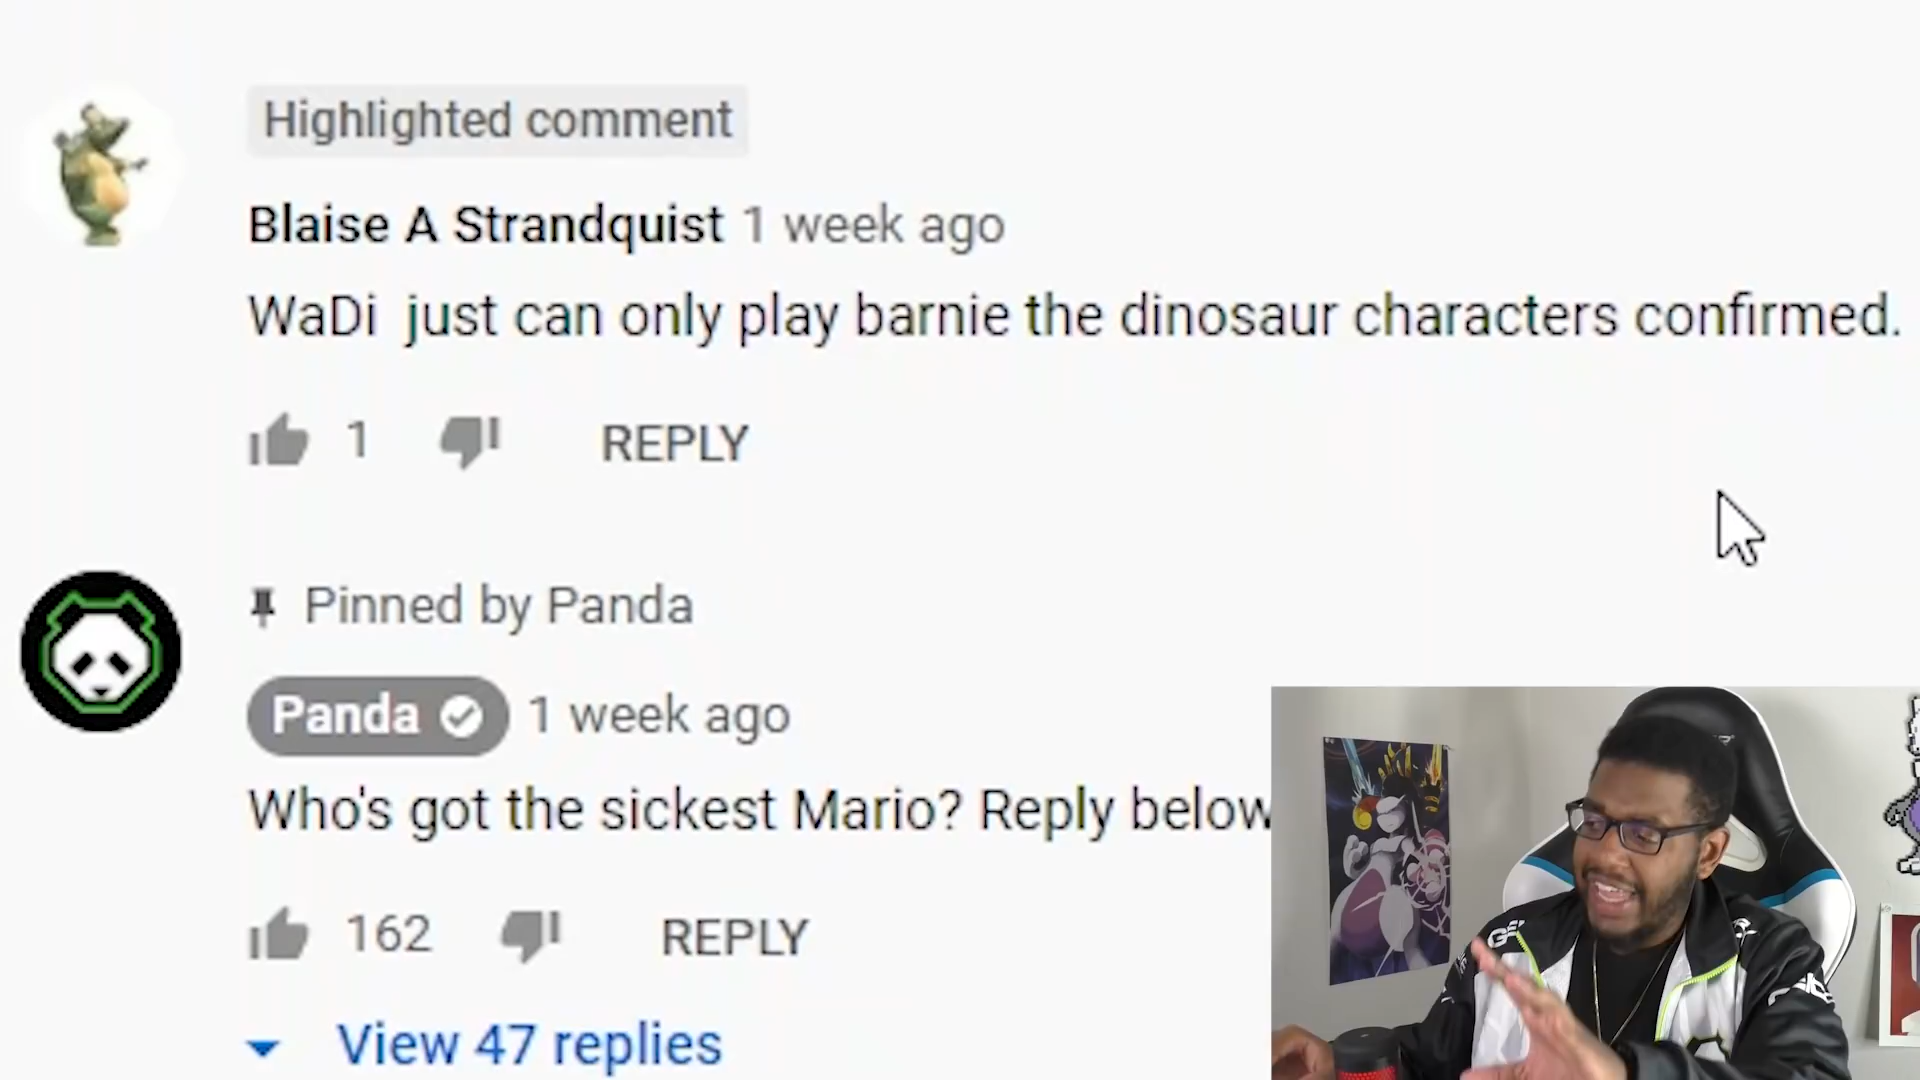 Highlighted comment
Blaise A Strandquist 1 week ago
WaDi just can only play barnie the dinosaur characters confirmed.
1 REPLY
Pinned by Panda
Panda 1 week ago
Who's got the sickest Mario? Reply below
162 REPLY
View 47 replies